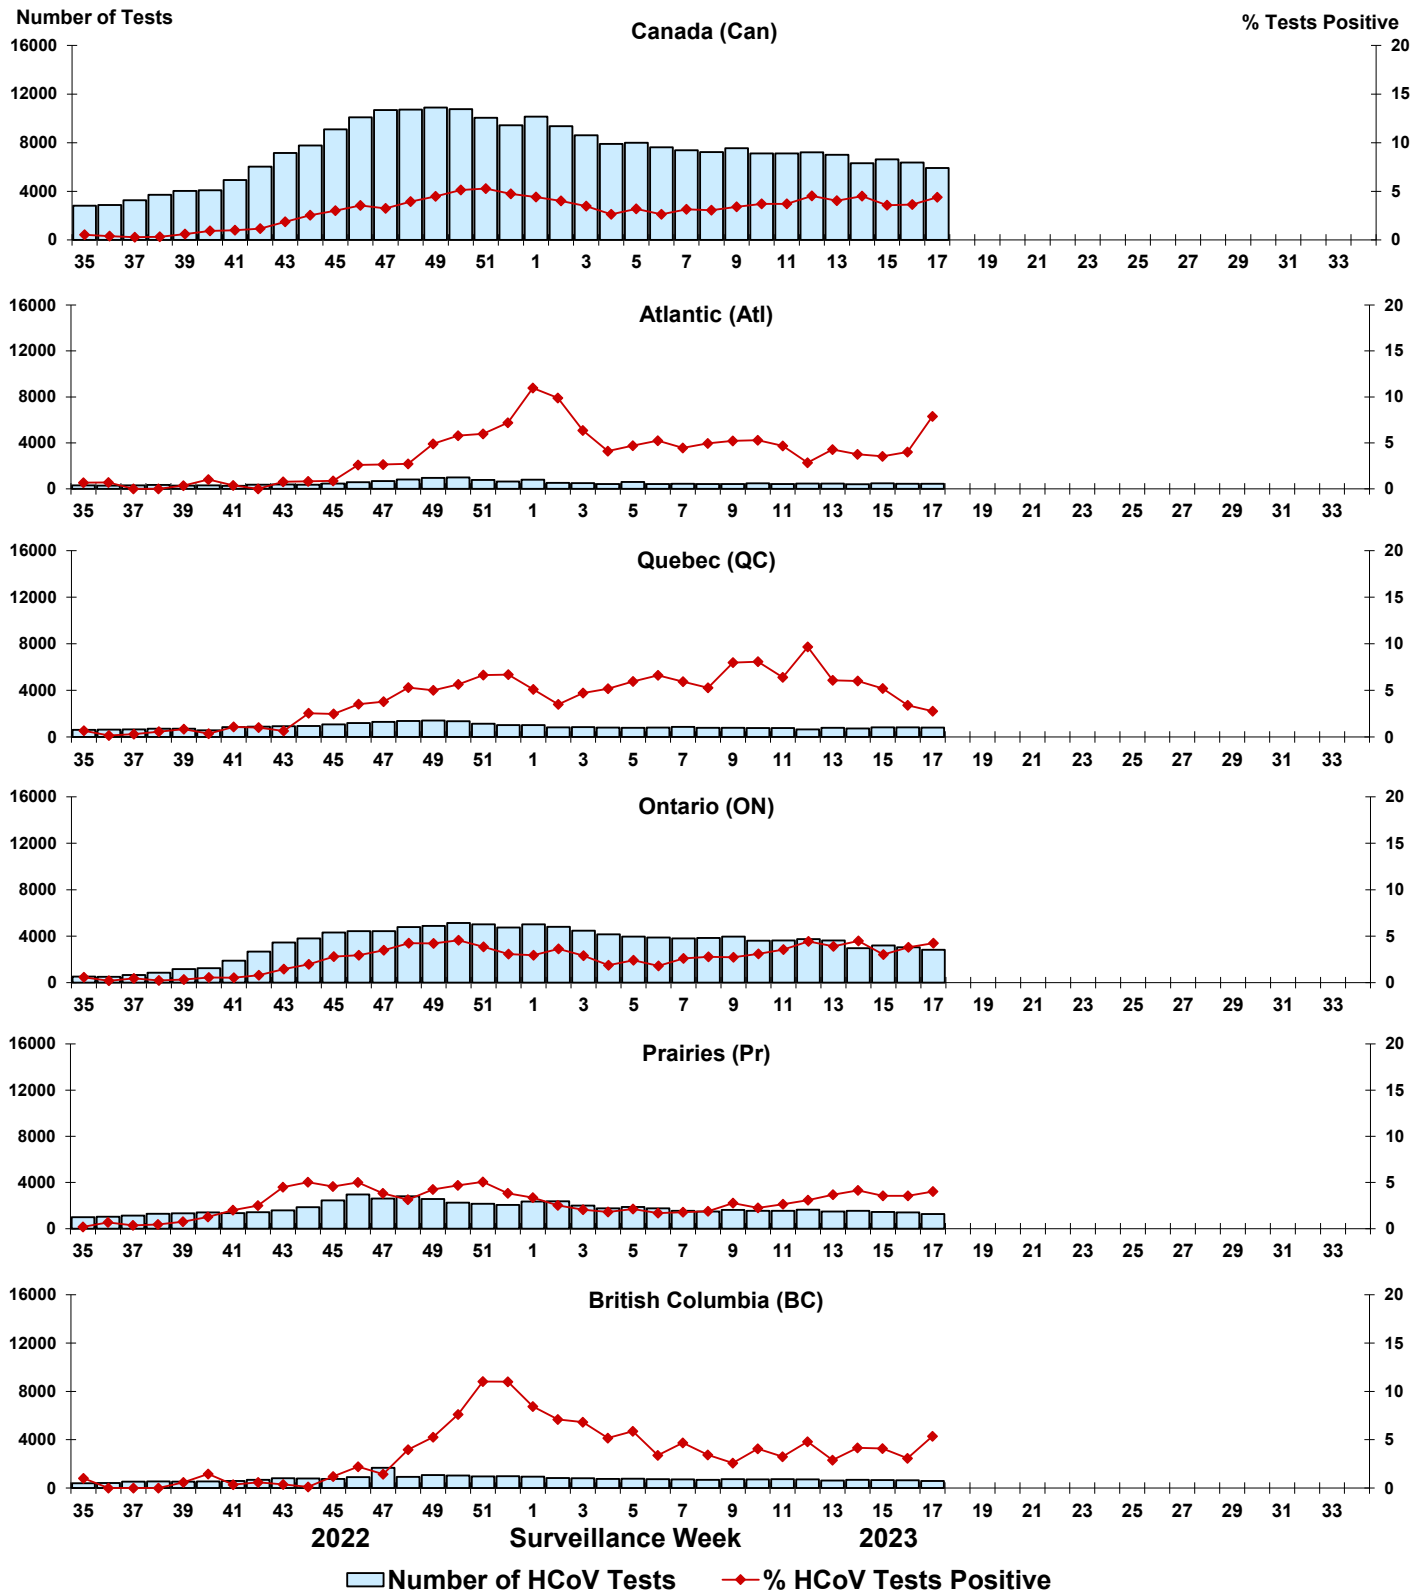 Number of Tests
Canada (Can)
% Tests Positive
16000 20
12000 15
8000 10
4000 5
0 0
35 37 39 41 43 45 47 49 51 1 3 5 7 9 11 13 15 17 19 21 23 25 27 29 31 33
Atlantic (Atl)
16000 20
12000 15
8000 10
4000 5
0 0
35 37 39 41 43 45 47 49 51 1 3 5 7 9 11 13 15 17 19 21 23 25 27 29 31 33
Quebec (QC)
16000 20
12000 15
8000 10
4000 5
0 0
35 37 39 41 43 45 47 49 51 1 3 5 7 9 11 13 15 17 19 21 23 25 27 29 31 33
Ontario (ON)
16000 20
12000 15
8000 10
4000 5
0 0
35 37 39 41 43 45 47 49 51 1 3 5 7 9 11 13 15 17 19 21 23 25 27 29 31 33
Prairies (Pr)
16000 20
12000 15
8000 10
4000 5
0 0
35 37 39 41 43 45 47 49 51 1 3 5 7 9 11 13 15 17 19 21 23 25 27 29 31 33
British Columbia (BC)
16000 20
12000 15
8000 10
4000 5
0 0
35 37 39 41 43 45 47 49 51 1 3 5 7 9 11 13 15 17 19 21 23 25 27 29 31 33
2022 Surveillance Week 2023
Number of HCoV Tests % HCoV Tests Positive